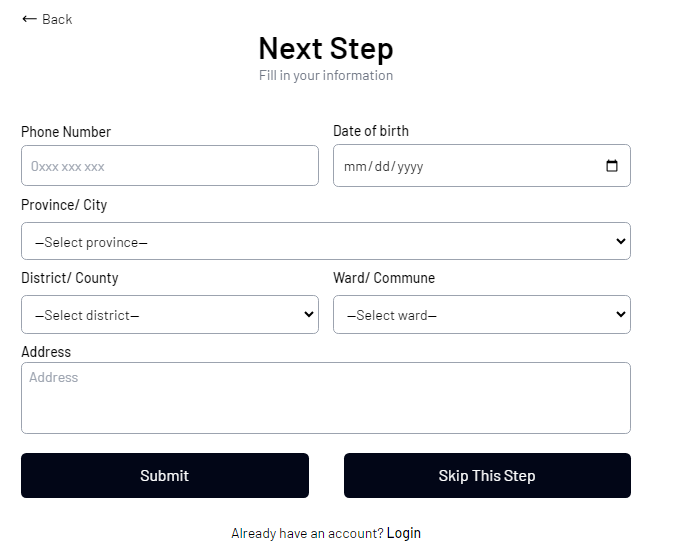 ← Back
Next Step
Fill in your information
Phone Number
Date of birth
0xxx xxx xxx
mm/dd/yyyy
Province/ City
—Select province—
District/ County
Ward/ Commune
—Select district—
—Select ward—
Address
Address
Submit
Skip This Step
Already have an account? Login